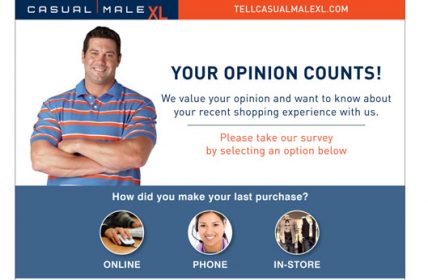 CASUAL MALE XL
TELLCASUALMALEXL.COM
YOUR OPINION COUNTS!
We value your opinion and want to know about
your recent shopping experience with us.
Please take our survey
by selecting an option below
How did you make your last purchase?
ONLINE PHONE IN-STORE